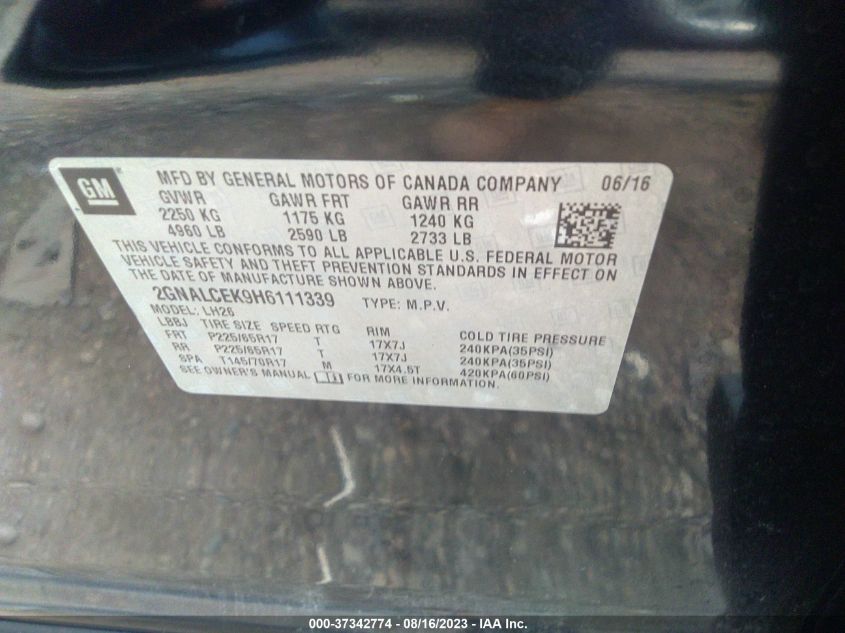 GM
MFD BY GENERAL MOTORS OF CANADA COMPANY 06/16
GVWR GAWR FRT GAWR RR
2250 KG 1175 KG 1240 KG
4960 LB 2590 LB 2733 LB
THIS VEHICLE CONFORMS TO ALL APPLICABLE U.S. FEDERAL MOTOR
VEHICLE SAFETY AND THEFT PREVENTION STANDARDS IN EFFECT ON
THE DATE OF MANUFACTURE SHOWN ABOVE.
2GNALCEK9H6111339 TYPE: M.P.V.
MODEL: LH26
LBBJ TIRE SIZE SPEED RTG RIM COLD TIRE PRESSURE
FRT P225/65R17 T 17X7J 240KPA(35PSI)
RR P225/65R17 T 17X7J 240KPA(35PSI)
SPA T145/70R17 M 17X4.5T 420KPA(60PSI)
SEE OWNER'S MANUAL FOR MORE INFORMATION.
000-37342774 - 08/16/2023 - IAA Inc.